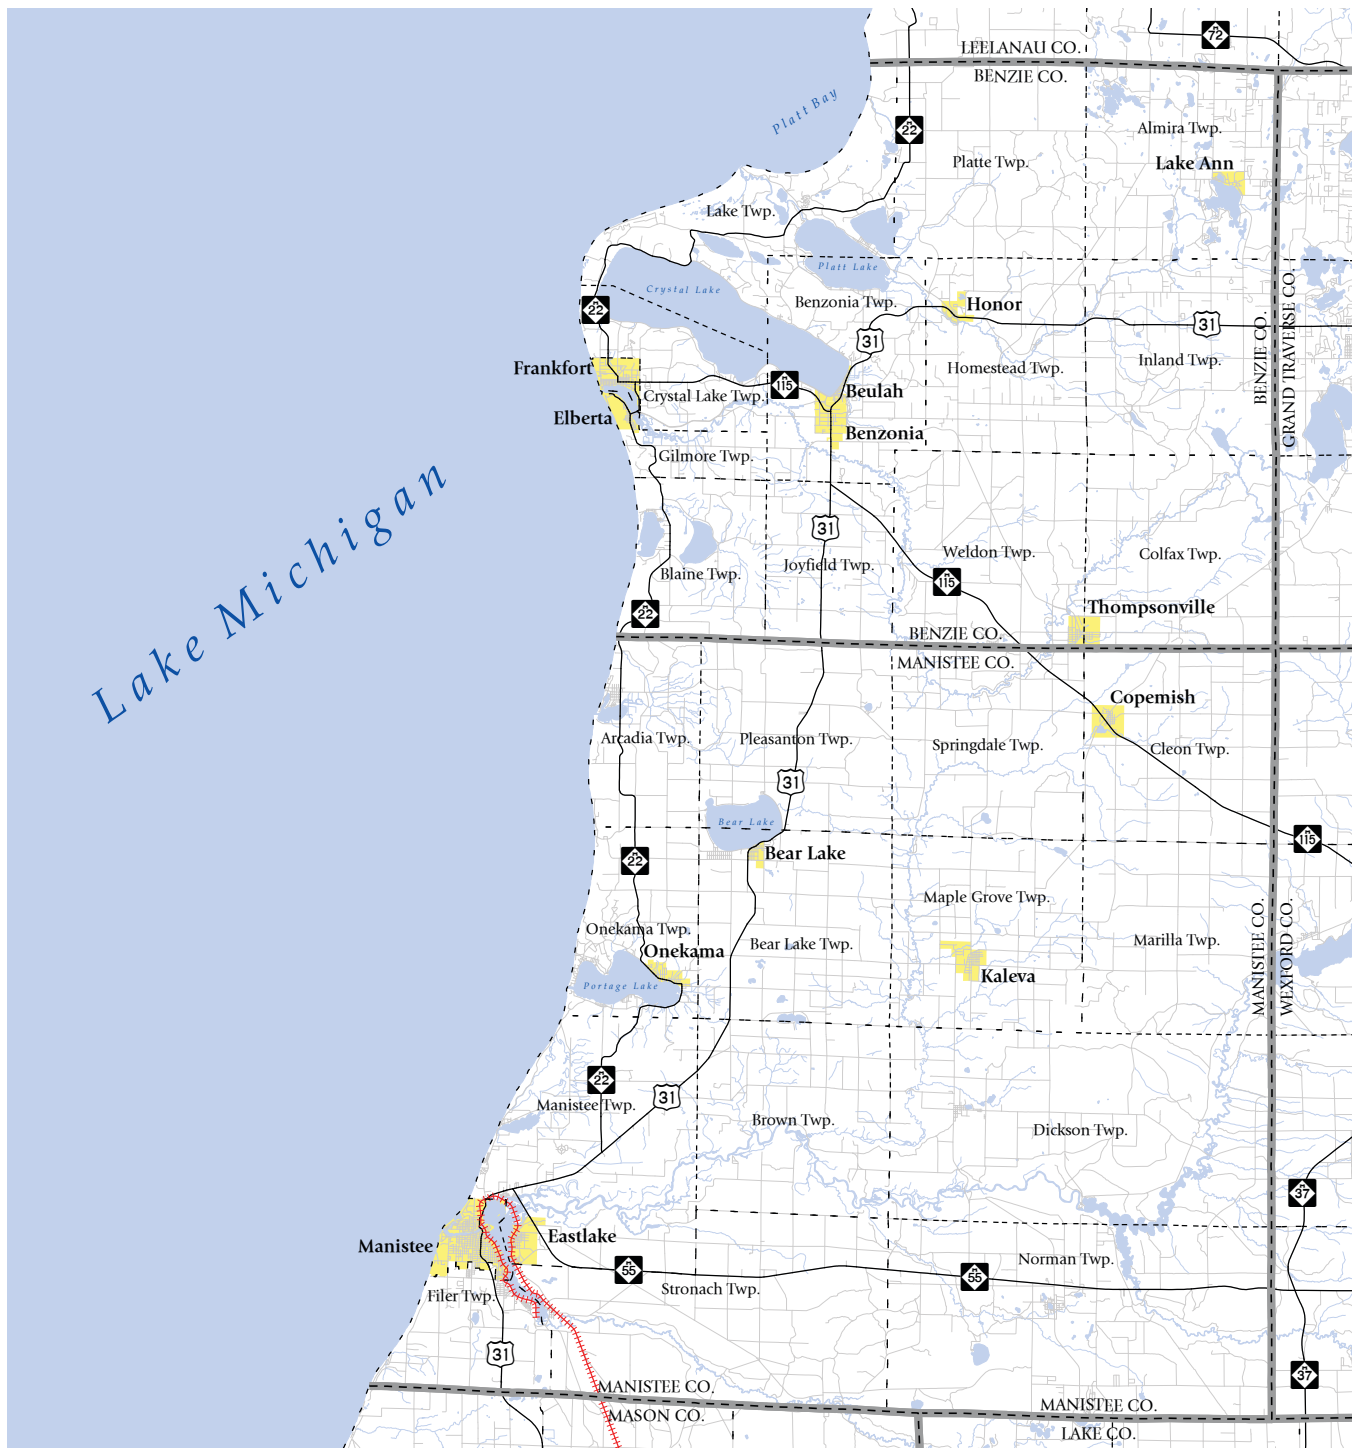 72
LEELANAU CO.
BENZIE CO.
Platt Bay
22
Almira Twp.
Platte Twp.
Lake Ann
Lake Twp.
Platt Lake
Crystal Lake
Benzonia Twp.
Honor
22
31
31
BENZIE CO.
GRAND TRAVERSE CO.
Frankfort
Homestead Twp.
Inland Twp.
115
Crystal Lake Twp.
Beulah
Elberta
Benzonia
Gilmore Twp.
Lake Michigan
31
Weldon Twp.
Colfax Twp.
Joyfield Twp.
Blaine Twp.
115
22
Thompsonville
BENZIE CO.
MANISTEE CO.
Copemish
Arcadia Twp.
Pleasanton Twp.
Springdale Twp.
Cleon Twp.
31
Bear Lake
115
22
Bear Lake
Maple Grove Twp.
MANISTEE CO.
WEXFORD CO.
Onekama Twp.
Onekama
Bear Lake Twp.
Marilla Twp.
Portage Lake
Kaleva
22
31
Manistee Twp.
Brown Twp.
Dickson Twp.
37
Manistee
Eastlake
55
55
Norman Twp.
Filer Twp.
Stronach Twp.
31
37
MANISTEE CO.
MASON CO.
MANISTEE CO.
LAKE CO.